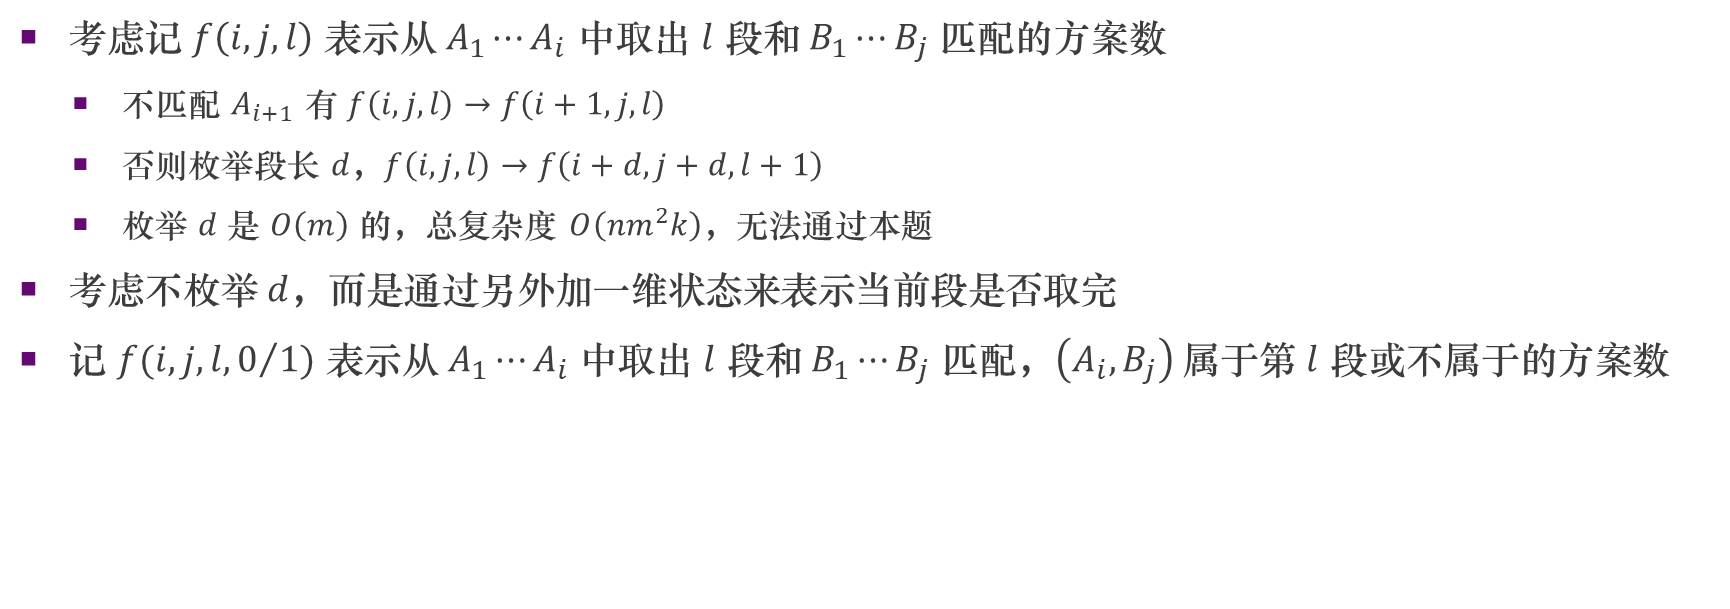 考虑记 f(i,j,l) 表示从 A₁⋯Aᵢ 中取出 l 段和 B₁⋯Bⱼ 匹配的方案数
不匹配 Aᵢ₊₁ 有 f(i,j,l) → f(i + 1,j,l)
否则枚举段长 d，f(i,j,l) → f(i + d,j + d,l + 1)
枚举 d 是 O(m) 的，总复杂度 O(nm²k)，无法通过本题
考虑不枚举 d，而是通过另外加一维状态来表示当前段是否取完
记 f(i,j,l,0/1) 表示从 A₁⋯Aᵢ 中取出 l 段和 B₁⋯Bⱼ 匹配，(Aᵢ,Bⱼ) 属于第 l 段或不属于的方案数